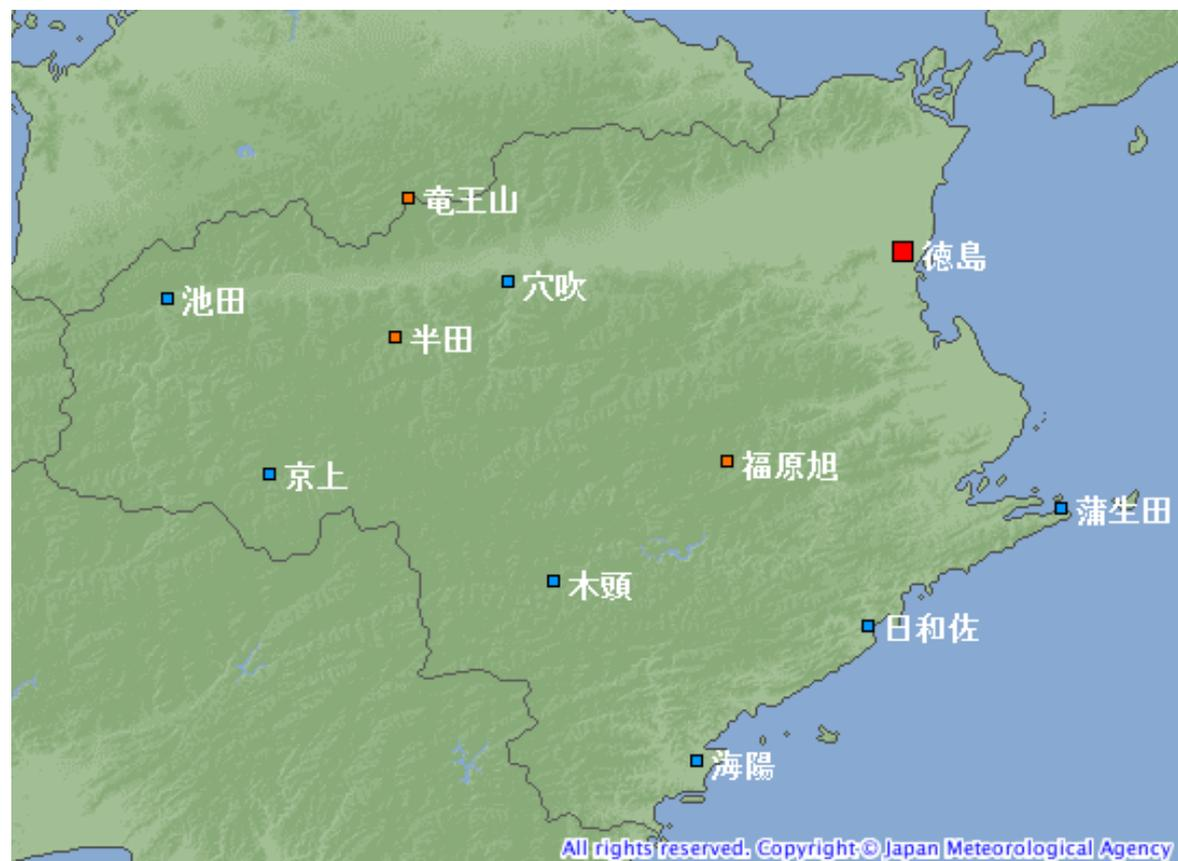 竜王山
徳島
穴吹
池田
半田
福原旭
京上
蒲生田
木頭
日和佐
海陽
All rights reserved. Copyright © Japan Meteorological Agency